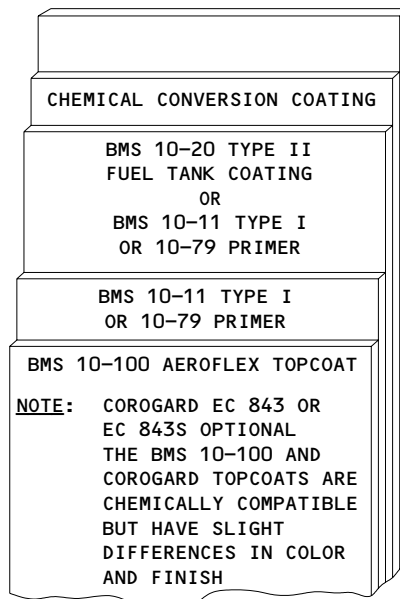 CHEMICAL CONVERSION COATING
BMS 10-20 TYPE II
FUEL TANK COATING
OR
BMS 10-11 TYPE I
OR 10-79 PRIMER
BMS 10-11 TYPE I
OR 10-79 PRIMER
BMS 10-100 AEROFLEX TOPCOAT
NOTE: COROGARD EC 843 OR
EC 843S OPTIONAL
THE BMS 10-100 AND
COROGARD TOPCOATS ARE
CHEMICALLY COMPATIBLE
BUT HAVE SLIGHT
DIFFERENCES IN COLOR
AND FINISH